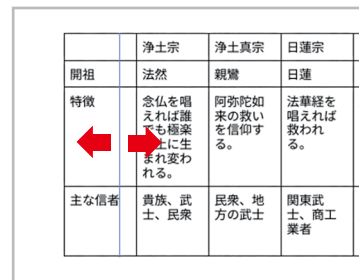 浄土宗 浄土真宗 日蓮宗
開祖 法然 親鸞 日蓮
特徴 念仏を唱 阿弥陀如 法華経を
えれば誰 来の救い 唱えれば
でも極楽 を信仰す 救われ
土に生 る。 る。
まれ変わ
れる。
主な信者 貴族、武 民衆、地 関東武
士、民衆 方の武士 士、商工
業者